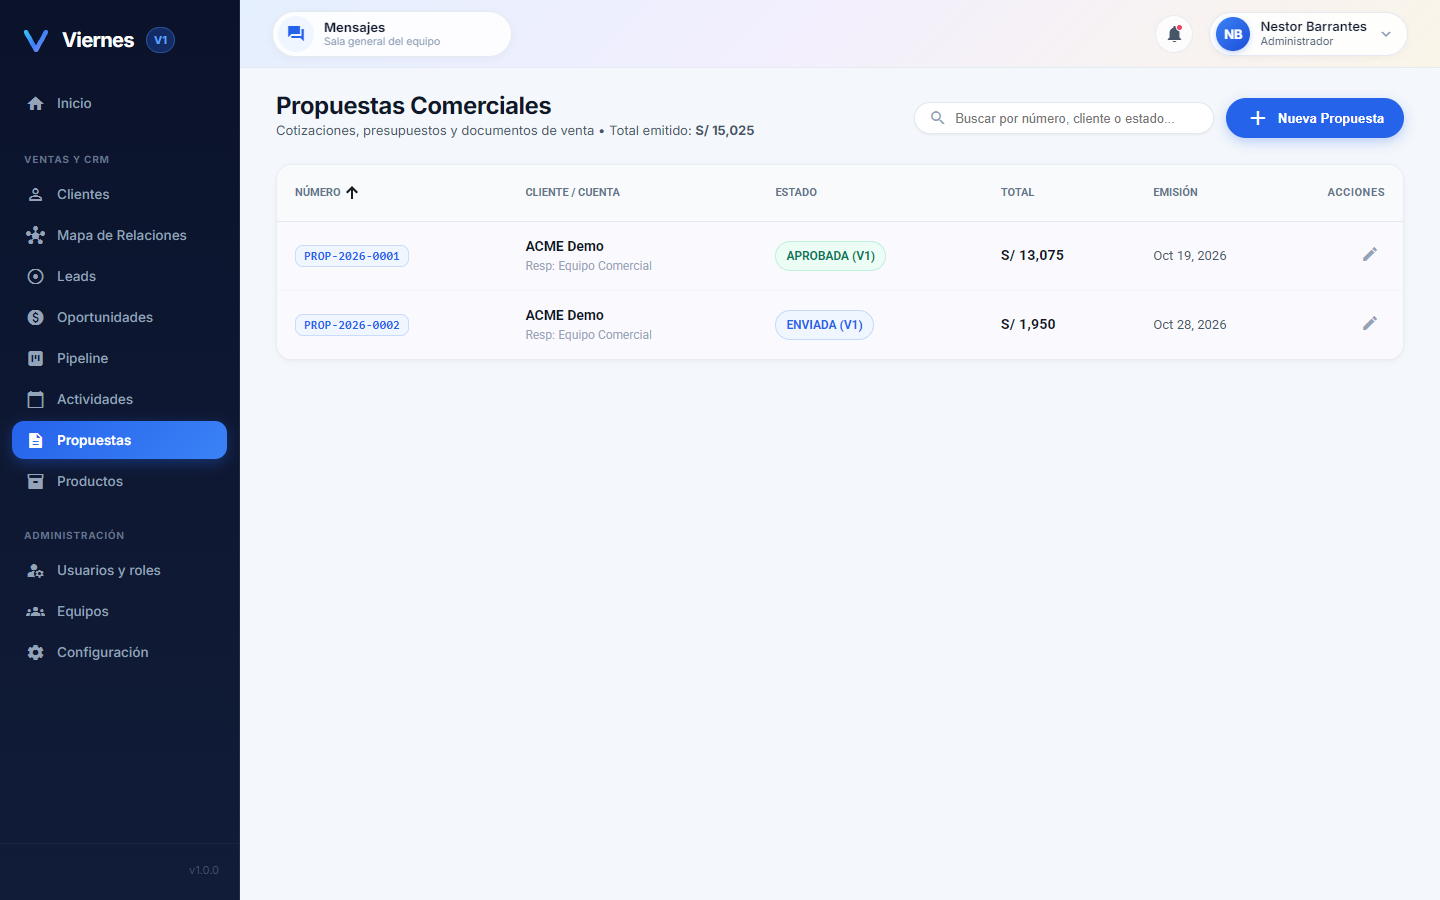 Viernes V1
Inicio
VENTAS Y CRM
Clientes
Mapa de Relaciones
Leads
Oportunidades
Pipeline
Actividades
Propuestas
Productos
ADMINISTRACIÓN
Usuarios y roles
Equipos
Configuración
v1.0.0
Mensajes
Sala general del equipo
NB
Nestor Barrantes
Administrador
Propuestas Comerciales
Cotizaciones, presupuestos y documentos de venta • Total emitido: S/ 15,025
Buscar por número, cliente o estado...
Nueva Propuesta
NÚMERO CLIENTE / CUENTA ESTADO TOTAL EMISIÓN ACCIONES
PROP-2026-0001 ACME Demo APROBADA (V1) S/ 13,075 Oct 19, 2026
Resp: Equipo Comercial
PROP-2026-0002 ACME Demo ENVIADA (V1) S/ 1,950 Oct 28, 2026
Resp: Equipo Comercial